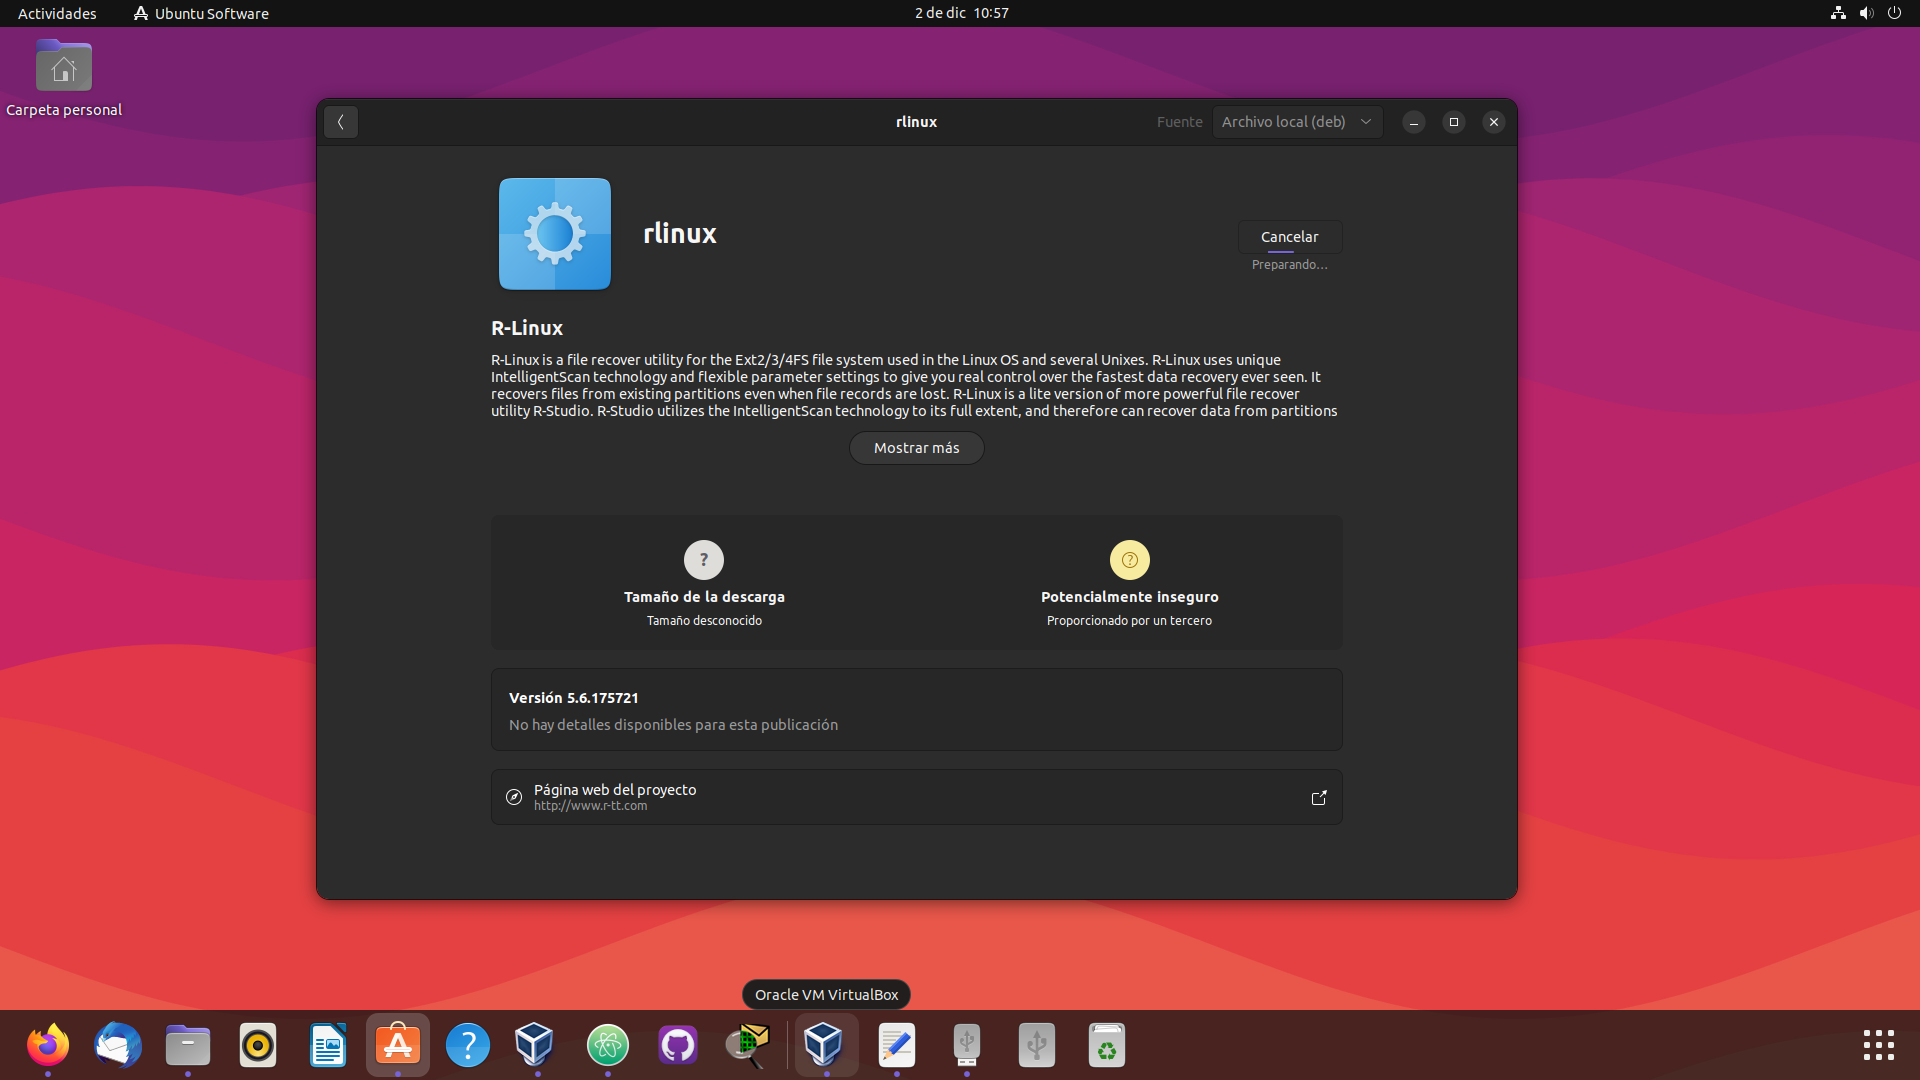 Actividades
Ubuntu Software
2 de dic 10:57
Carpeta personal
rlinux
Fuente
Archivo local (deb)
rlinux
Cancelar
Preparando...
R-Linux
R-Linux is a file recover utility for the Ext2/3/4FS file system used in the Linux OS and several Unixes. R-Linux uses unique
IntelligentScan technology and flexible parameter settings to give you real control over the fastest data recovery ever seen. It
recovers files from existing partitions even when file records are lost. R-Linux is a lite version of more powerful file recover
utility R-Studio. R-Studio utilizes the IntelligentScan technology to its full extent, and therefore can recover data from partitions
Mostrar más
?
?
Tamaño de la descarga
Potencialmente inseguro
Tamaño desconocido
Proporcionado por un tercero
Versión 5.6.175721
No hay detalles disponibles para esta publicación
Página web del proyecto
http://www.r-tt.com
Oracle VM VirtualBox
?